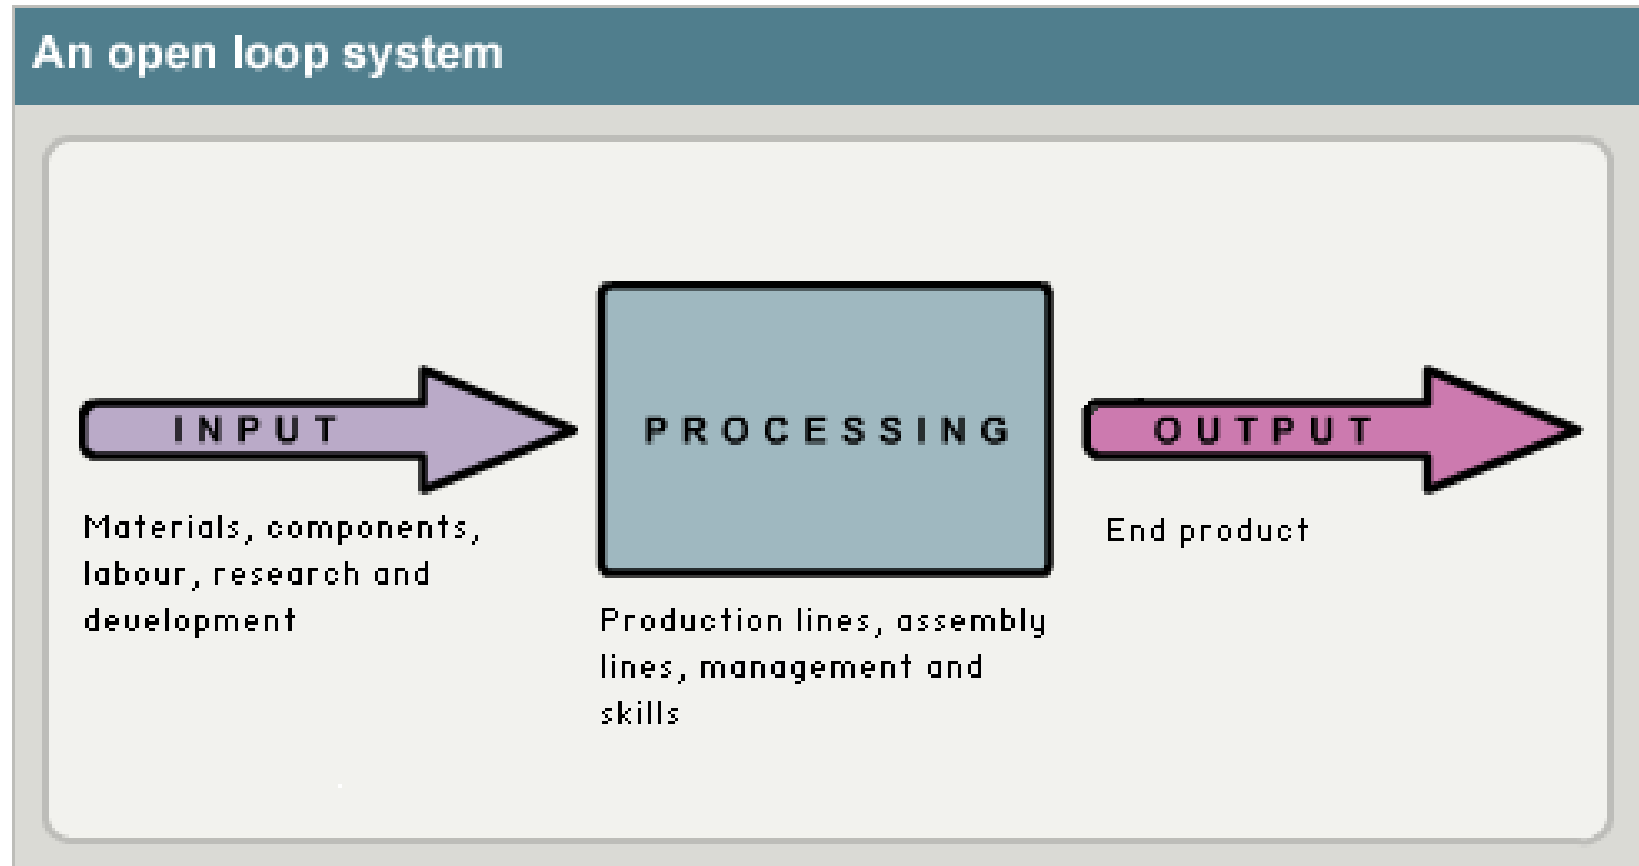 An open loop system
INPUT
PROCESSING
OUTPUT
Materials, components,
labour, research and
development
End product
Production lines, assembly
lines, management and
skills